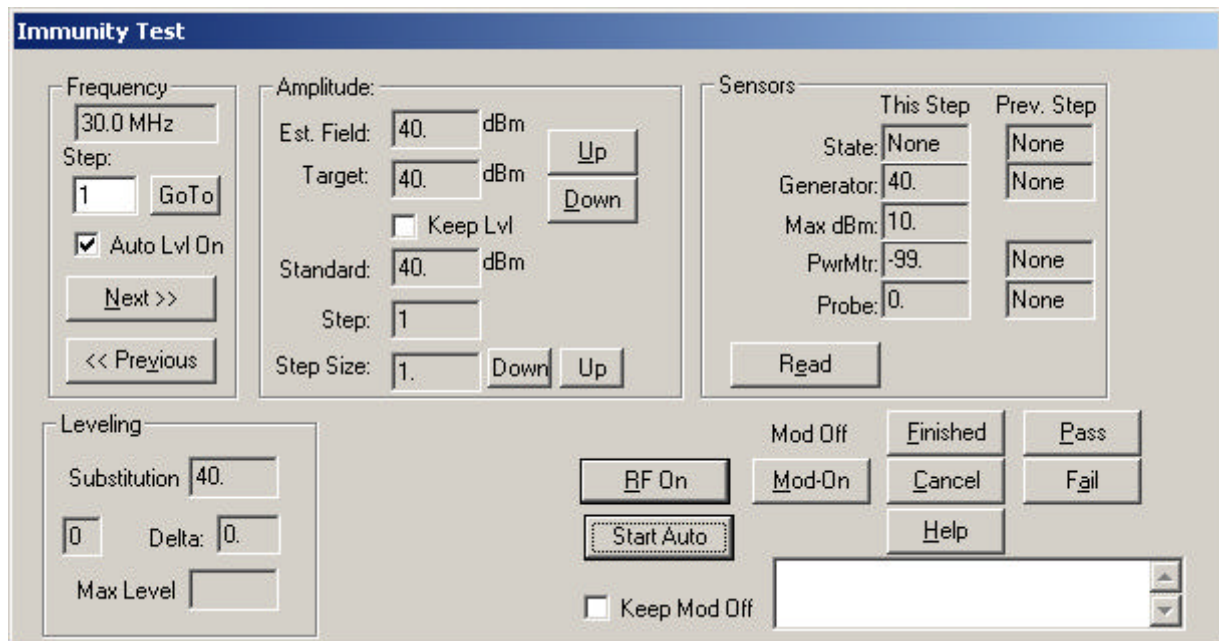 Immunity Test
Frequency
30.0 MHz
Step:
1
GoTo
Auto Lvl On
Next >>
<< Previous
Amplitude:
Est. Field: 40. dBm
Target: 40. dBm
Up
Down
Keep Lvl
Standard: 40. dBm
Step: 1
Step Size: 1. Down Up
Sensors
This Step Prev. Step
State: None None
Generator: 40. None
Max dBm: 10.
PwrMtr: -99. None
Probe: 0. None
Read
Leveling
Substitution 40.
0 Delta: 0.
Max Level
Mod Off Finished Pass
RF On Mod-On Cancel Fail
Start Auto Help
Keep Mod Off